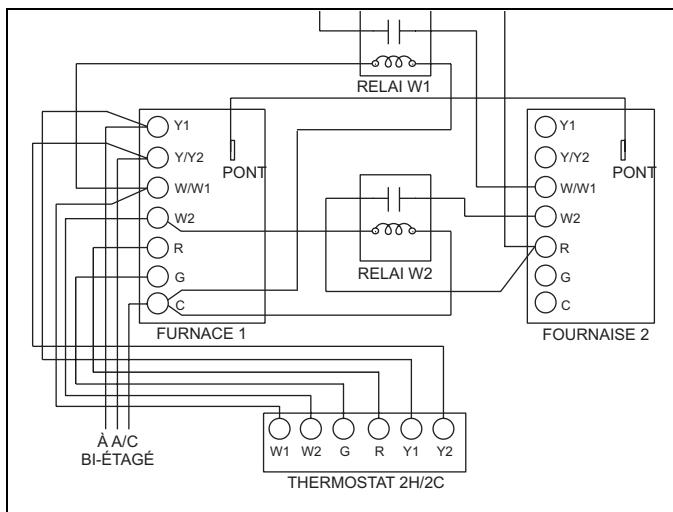 RELAI W1
Y1
Y/Y2
PONT
W/W1
W2
R
G
C
FURNACE 1
RELAI W2
Y1
Y/Y2
PONT
W/W1
W2
R
G
C
FOURNAISE 2
À A/C
BI-ÉTAGÉ
W1 W2 G R Y1 Y2
THERMOSTAT 2H/2C